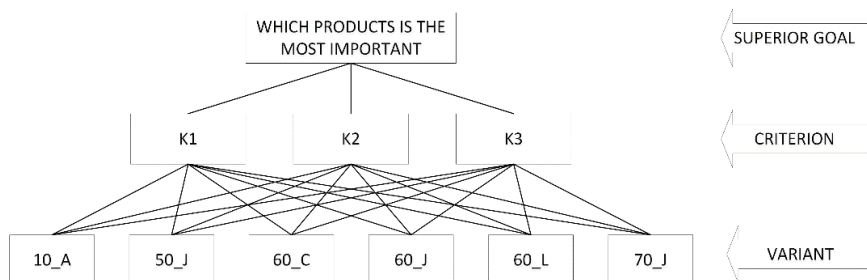 WHICH PRODUCTS IS THE
MOST IMPORTANT
SUPERIOR GOAL
K1
K2
K3
CRITERION
10_A
50_J
60_C
60_J
60_L
70_J
VARIANT